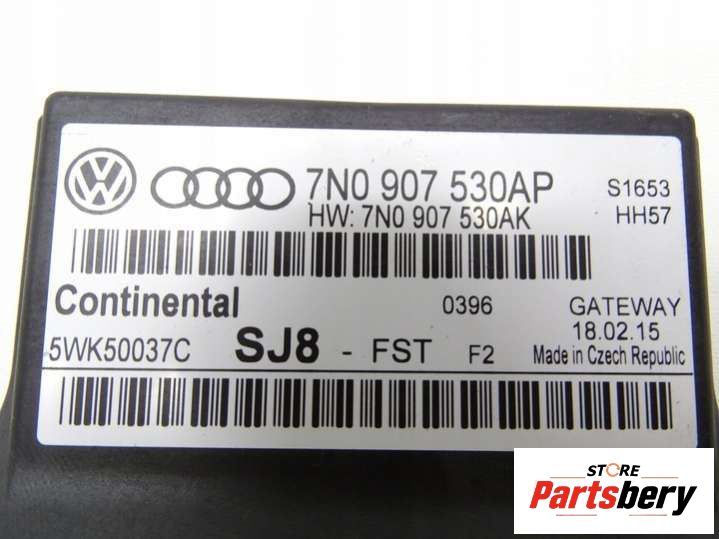 7N0 907 530AP
S1653
HW: 7N0 907 530AK
HH57
Continental
0396
GATEWAY
18.02.15
5WK50037C
SJ8 - FST F2
Made in Czech Republic
STORE
Partsbery